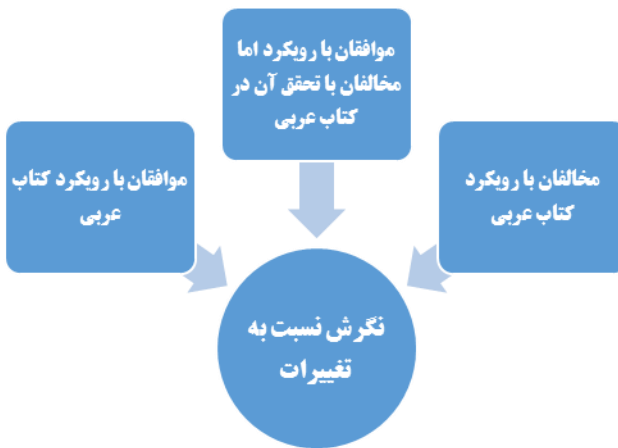 موافقان با رویکرد اما
مخالفان با تحقق آن در
کتاب عربی
مخالفان با رویکرد
کتاب عربی
موافقان با رویکرد کتاب
عربی
نگرش نسبت به
تغییرات